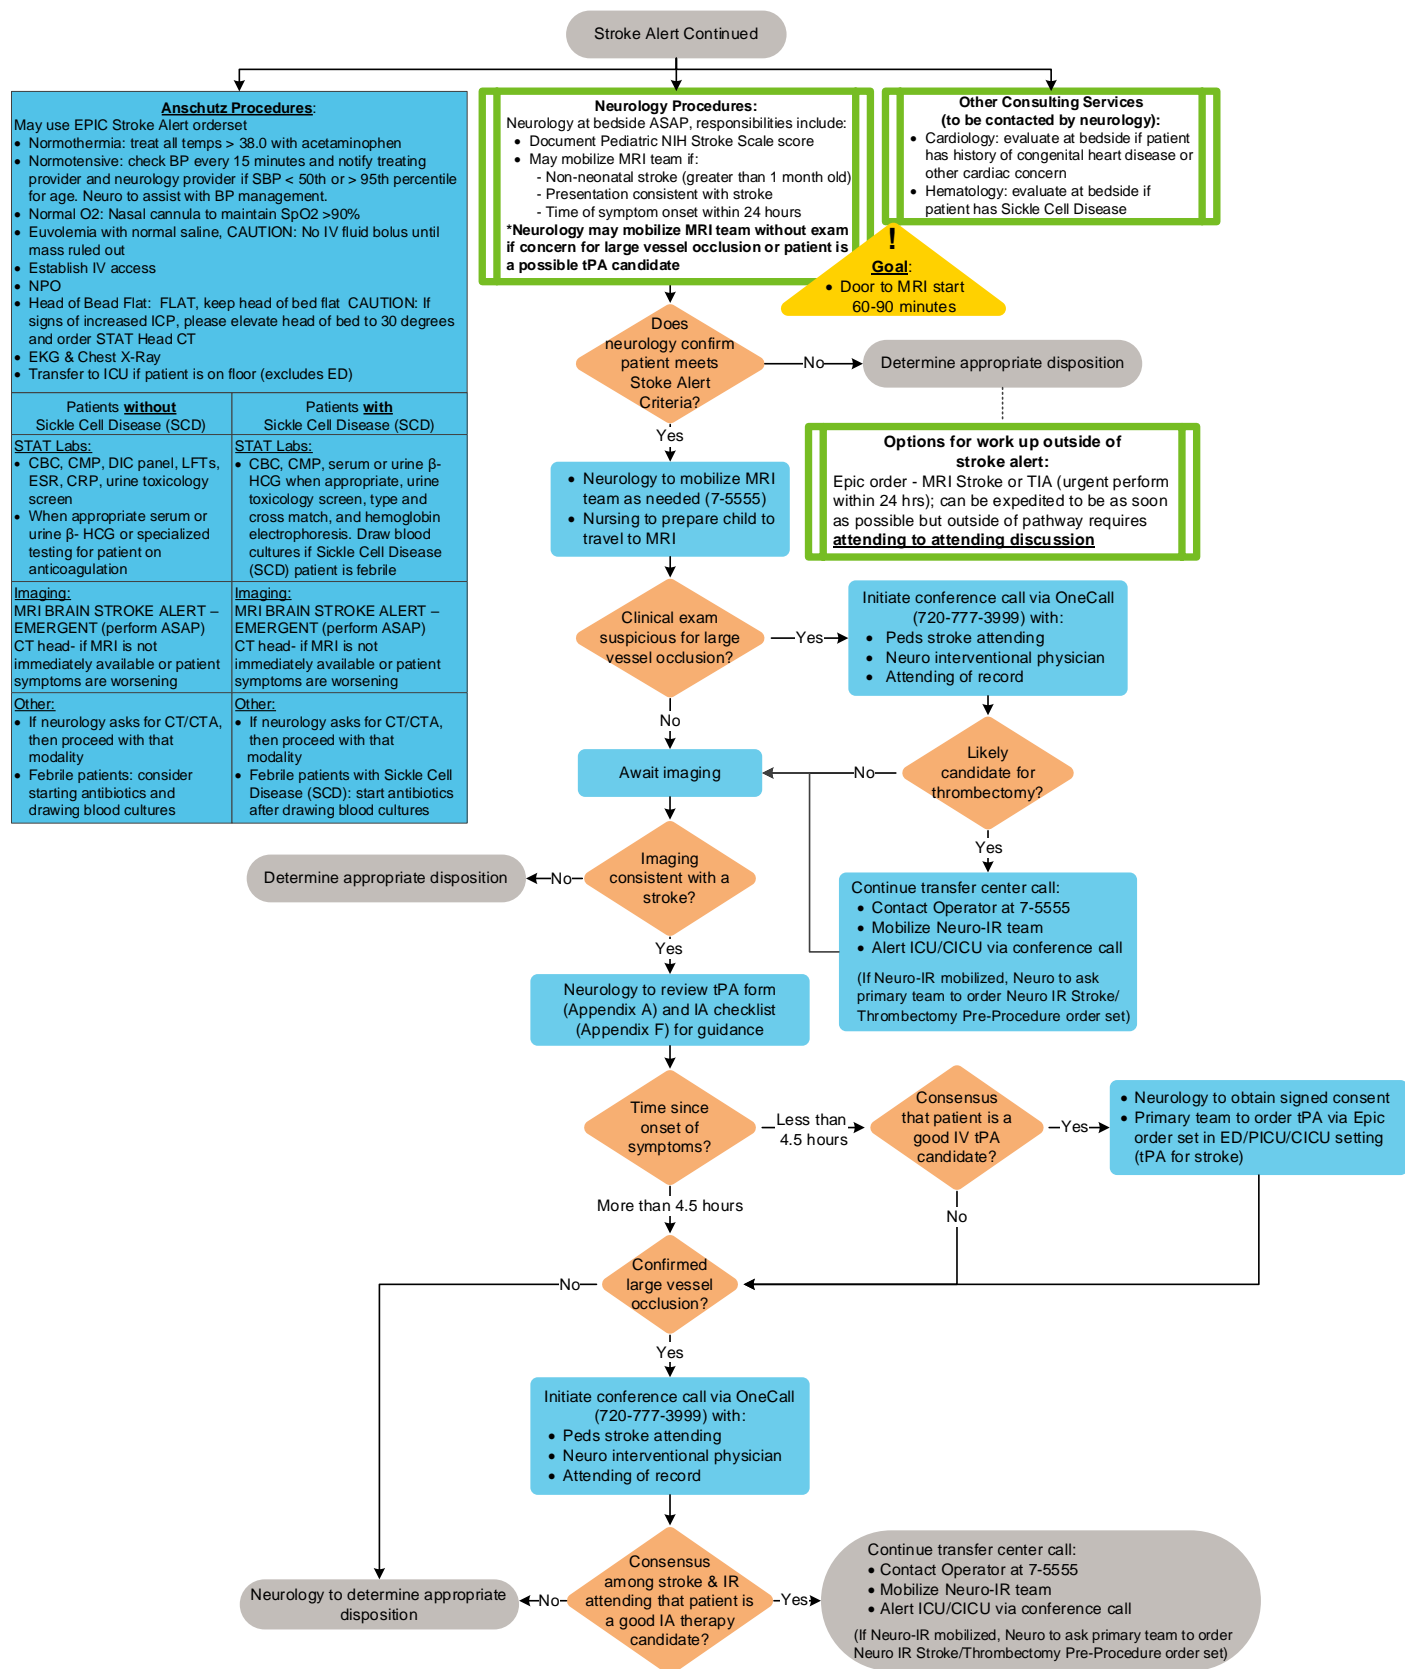 Stroke Alert Continued
Anschutz Procedures:
May use EPIC Stroke Alert orderset
• Normothermia: treat all temps > 38.0 with acetaminophen
• Normotensive: check BP every 15 minutes and notify treating
provider and neurology provider if SBP < 50th or > 95th percentile
for age. Neuro to assist with BP management.
• Normal O2: Nasal cannula to maintain SpO2 >90%
• Euvolemia with normal saline, CAUTION: No IV fluid bolus until
mass ruled out
• Establish IV access
• NPO
• Head of Bead Flat:  FLAT, keep head of bed flat  CAUTION: If
signs of increased ICP, please elevate head of bed to 30 degrees
and order STAT Head CT
• EKG & Chest X-Ray
• Transfer to ICU if patient is on floor (excludes ED)
Patients without
Sickle Cell Disease (SCD)
STAT Labs:
• CBC, CMP, DIC panel, LFTs,
ESR, CRP, urine toxicology
screen
• When appropriate serum or
urine β- HCG or specialized
testing for patient on
anticoagulation
Imaging:
MRI BRAIN STROKE ALERT –
EMERGENT (perform ASAP)
CT head- if MRI is not
immediately available or patient
symptoms are worsening
Other:
• If neurology asks for CT/CTA,
then proceed with that
modality
• Febrile patients: consider
starting antibiotics and
drawing blood cultures
Patients with
Sickle Cell Disease (SCD)
STAT Labs:
• CBC, CMP, serum or urine β-
HCG when appropriate, urine
toxicology screen, type and
cross match, and hemoglobin
electrophoresis. Draw blood
cultures if Sickle Cell Disease
(SCD) patient is febrile
Imaging:
MRI BRAIN STROKE ALERT –
EMERGENT (perform ASAP)
CT head- if MRI is not
immediately available or patient
symptoms are worsening
Other:
• If neurology asks for CT/CTA,
then proceed with that
modality
• Febrile patients with Sickle Cell
Disease (SCD): start antibiotics
after drawing blood cultures
Neurology Procedures:
Neurology at bedside ASAP, responsibilities include:
• Document Pediatric NIH Stroke Scale score
• May mobilize MRI team if:
- Non-neonatal stroke (greater than 1 month old)
- Presentation consistent with stroke
- Time of symptom onset within 24 hours
*Neurology may mobilize MRI team without exam
if concern for large vessel occlusion or patient is
a possible tPA candidate
Other Consulting Services
(to be contacted by neurology):
• Cardiology: evaluate at bedside if patient
has history of congenital heart disease or
other cardiac concern
• Hematology: evaluate at bedside if
patient has Sickle Cell Disease
!
Goal:
• Door to MRI start
60-90 minutes
Does
neurology confirm
patient meets
Stoke Alert
Criteria?
No
Determine appropriate disposition
Options for work up outside of
stroke alert:
Epic order - MRI Stroke or TIA (urgent perform
within 24 hrs); can be expedited to be as soon
as possible but outside of pathway requires
attending to attending discussion
Yes
• Neurology to mobilize MRI
team as needed (7-5555)
• Nursing to prepare child to
travel to MRI
Clinical exam
suspicious for large
vessel occlusion?
Yes
Initiate conference call via OneCall
(720-777-3999) with:
• Peds stroke attending
• Neuro interventional physician
• Attending of record
No
Likely
candidate for
thrombectomy?
No
Await imaging
Yes
Continue transfer center call:
• Contact Operator at 7-5555
• Mobilize Neuro-IR team
• Alert ICU/CICU via conference call
(If Neuro-IR mobilized, Neuro to ask
primary team to order Neuro IR Stroke/
Thrombectomy Pre-Procedure order set)
Imaging
consistent with a
stroke?
No
Determine appropriate disposition
Yes
Neurology to review tPA form
(Appendix A) and IA checklist
(Appendix F) for guidance
Time since
onset of
symptoms?
Less than
4.5 hours
Consensus
that patient is a
good IV tPA
candidate?
Yes
• Neurology to obtain signed consent
• Primary team to order tPA via Epic
order set in ED/PICU/CICU setting
(tPA for stroke)
More than 4.5 hours
No
Confirmed
large vessel
occlusion?
No
Yes
Initiate conference call via OneCall
(720-777-3999) with:
• Peds stroke attending
• Neuro interventional physician
• Attending of record
Consensus
among stroke & IR
attending that patient is
a good IA therapy
candidate?
No
Neurology to determine appropriate
disposition
Yes
Continue transfer center call:
• Contact Operator at 7-5555
• Mobilize Neuro-IR team
• Alert ICU/CICU via conference call
(If Neuro-IR mobilized, Neuro to ask primary team to order
Neuro IR Stroke/Thrombectomy Pre-Procedure order set)